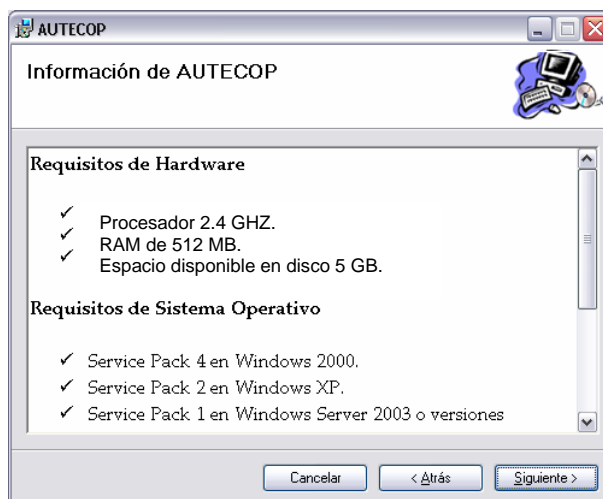 AUTECOP
Información de AUTECOP
Requisitos de Hardware
✓ Procesador 2.4 GHZ.
✓ RAM de 512 MB.
✓ Espacio disponible en disco 5 GB.
Requisitos de Sistema Operativo
✓ Service Pack 4 en Windows 2000.
✓ Service Pack 2 en Windows XP.
✓ Service Pack 1 en Windows Server 2003 o versiones
Cancelar < Atrás Siguiente >